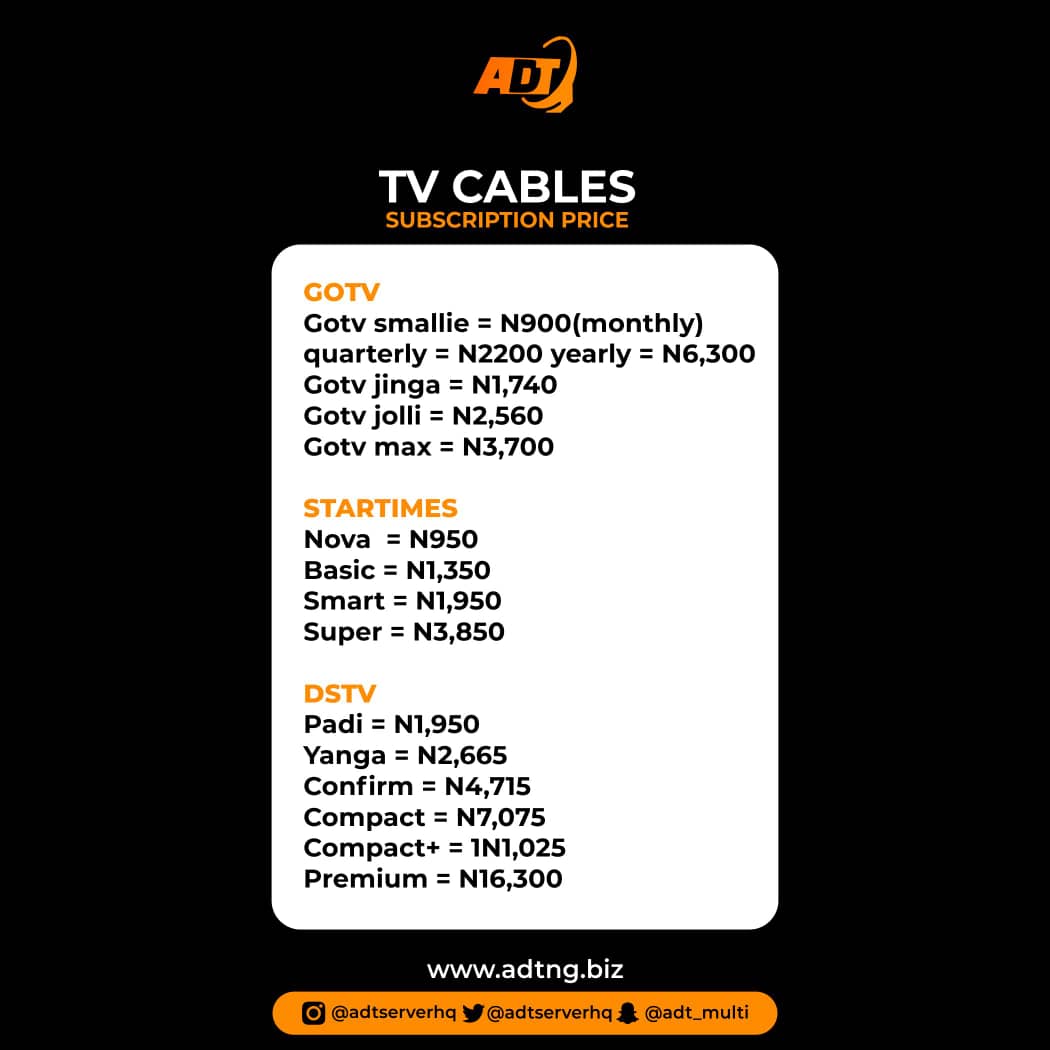 ADT
TV CABLES
SUBSCRIPTION PRICE
GOTV
Gotv smallie = N900(monthly)
quarterly = N2200 yearly = N6,300
Gotv jinga = N1,740
Gotv jolli = N2,560
Gotv max = N3,700
STARTIMES
Nova  = N950
Basic = N1,350
Smart = N1,950
Super = N3,850
DSTV
Padi = N1,950
Yanga = N2,665
Confirm = N4,715
Compact = N7,075
Compact+ = 1N1,025
Premium = N16,300
www.adtng.biz
@adtserverhq @adtserverhq @adt_multi